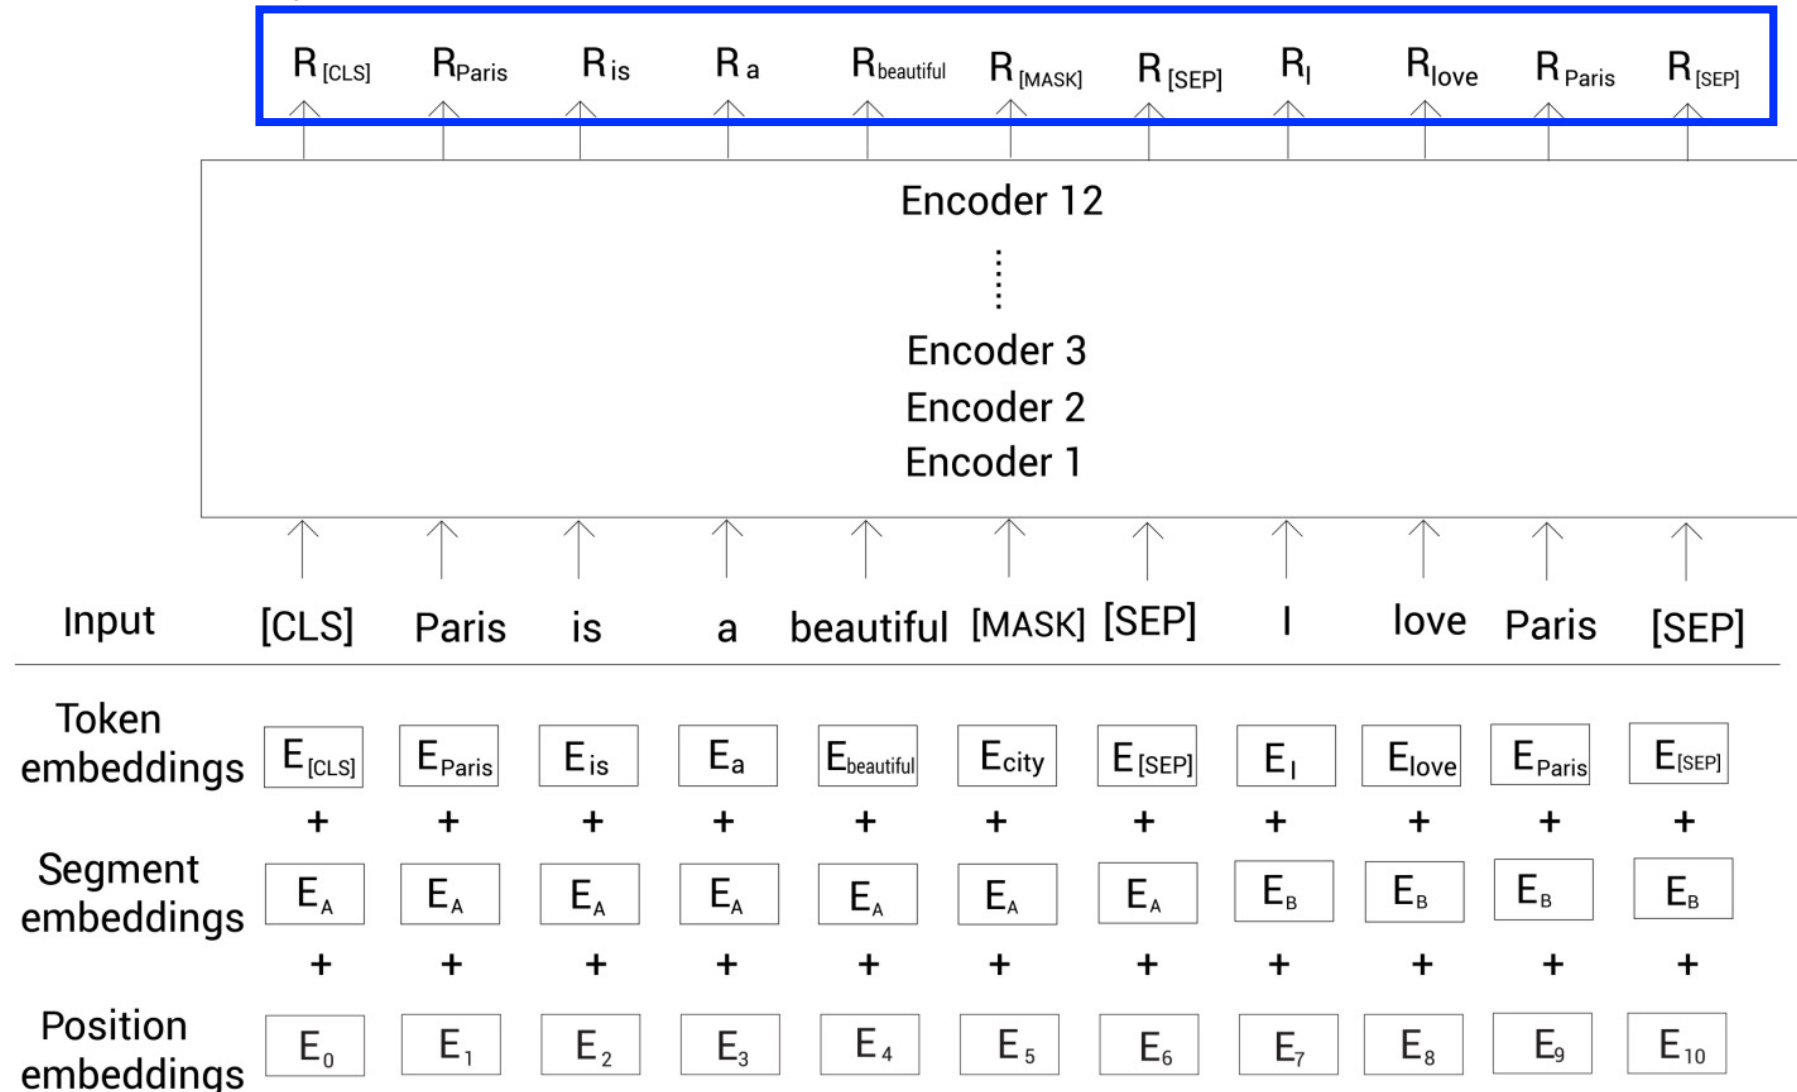 R[CLS] RParis Ris Ra Rbeautiful R[MASK] R[SEP] RI Rlove RParis R[SEP]
Encoder 12
Encoder 3
Encoder 2
Encoder 1
Input [CLS] Paris is a beautiful [MASK] [SEP] I love Paris [SEP]
Token
embeddings E[CLS] EParis Eis Ea Ebeautiful Ecity E[SEP] EI Elove EParis E[SEP]
+ + + + + + + + + + +
Segment
embeddings EA EA EA EA EA EA EA EB EB EB EB
+ + + + + + + + + + +
Position
embeddings E0 E1 E2 E3 E4 E5 E6 E7 E8 E9 E10